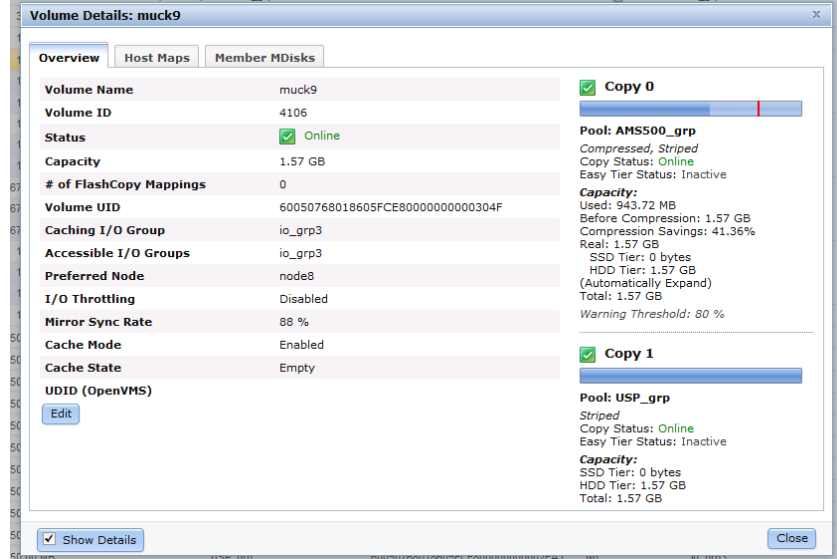 Volume Details: muck9
x
Overview Host Maps Member MDisks
Volume Name muck9
Volume ID 4106
Status Online
Capacity 1.57 GB
# of FlashCopy Mappings 0
Volume UID 60050768018605FCE80000000000304F
Caching I/O Group io_grp3
Accessible I/O Groups io_grp3
Preferred Node node8
I/O Throttling Disabled
Mirror Sync Rate 88 %
Cache Mode Enabled
Cache State Empty
UDID (OpenVMS)
Edit
Copy 0
Pool: AMS500_grp
Compressed, Striped
Copy Status: Online
Easy Tier Status: Inactive
Capacity:
Used: 943.72 MB
Before Compression: 1.57 GB
Compression Savings: 41.36%
Real: 1.57 GB
SSD Tier: 0 bytes
HDD Tier: 1.57 GB
(Automatically Expand)
Total: 1.57 GB
Warning Threshold: 80 %
Copy 1
Pool: USP_grp
Striped
Copy Status: Online
Easy Tier Status: Inactive
Capacity:
SSD Tier: 0 bytes
HDD Tier: 1.57 GB
Total: 1.57 GB
Show Details
Close